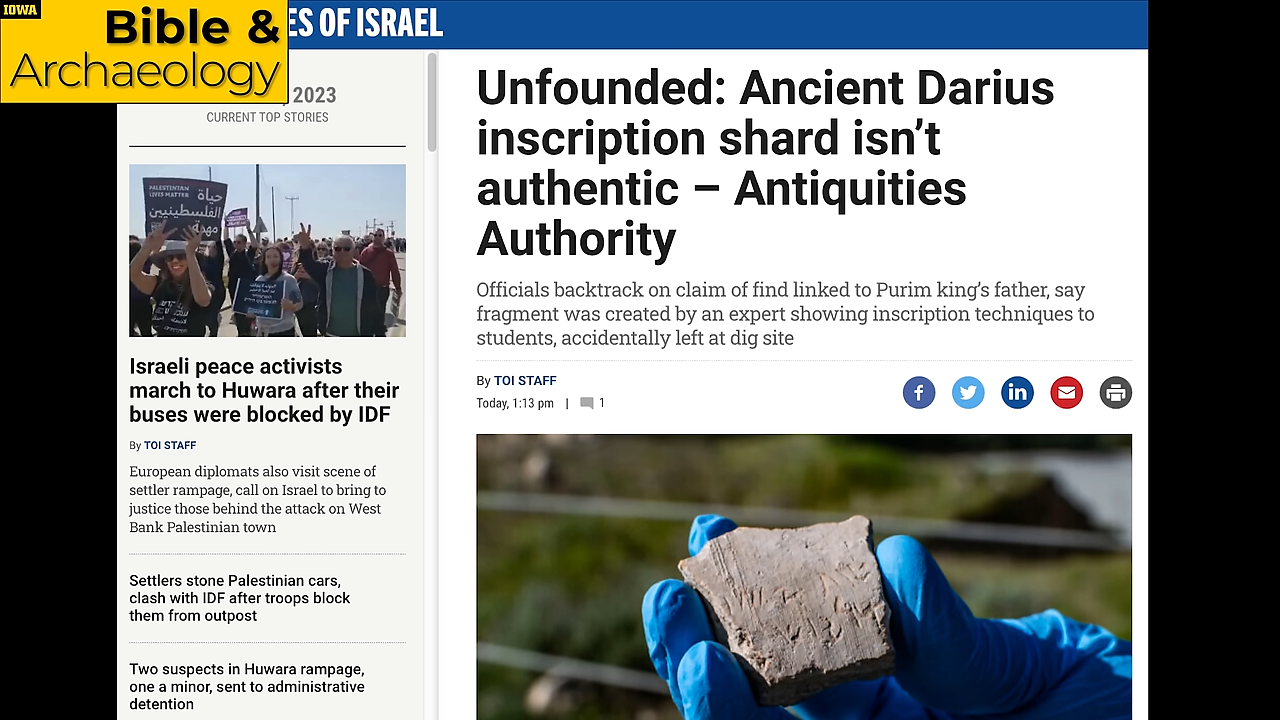 IOWA
Bible &
Archaeology
ES OF ISRAEL
, 2023
CURRENT TOP STORIES
PALESTINIAN
LIVES MATTER
حياة
الفلسطينيين
مهمة
Israeli peace activists
march to Huwara after their
buses were blocked by IDF
By TOI STAFF
European diplomats also visit scene of
settler rampage, call on Israel to bring to
justice those behind the attack on West
Bank Palestinian town
Settlers stone Palestinian cars,
clash with IDF after troops block
them from outpost
Two suspects in Huwara rampage,
one a minor, sent to administrative
detention
Unfounded: Ancient Darius
inscription shard isn’t
authentic – Antiquities
Authority
Officials backtrack on claim of find linked to Purim king’s father, say
fragment was created by an expert showing inscription techniques to
students, accidentally left at dig site
By TOI STAFF
Today, 1:13 pm | 1